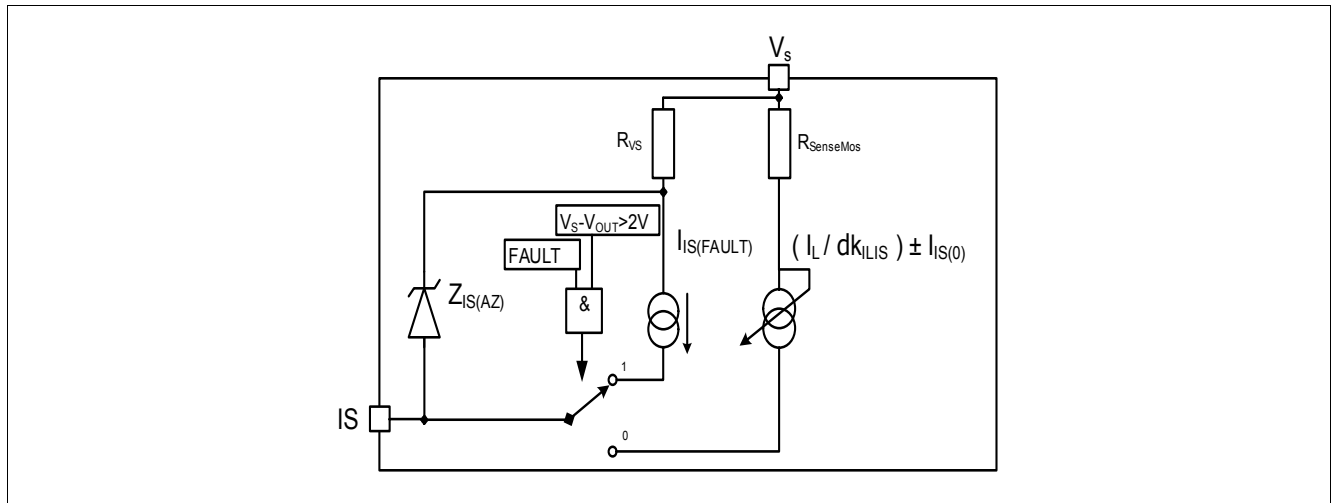 Vs
RVS
RSenseMos
VS-VOUT>2V
FAULT
IIS(FAULT)
( IL / dkILIS ) ± IIS(0)
ZIS(AZ)
&
1
IS
0